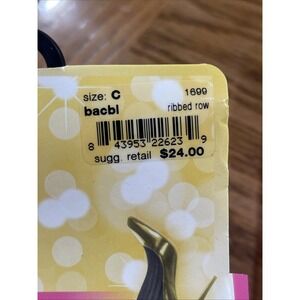 size: C 1699
bacbl ribbed row
8 43953 22623 9
sugg. retail $24.00